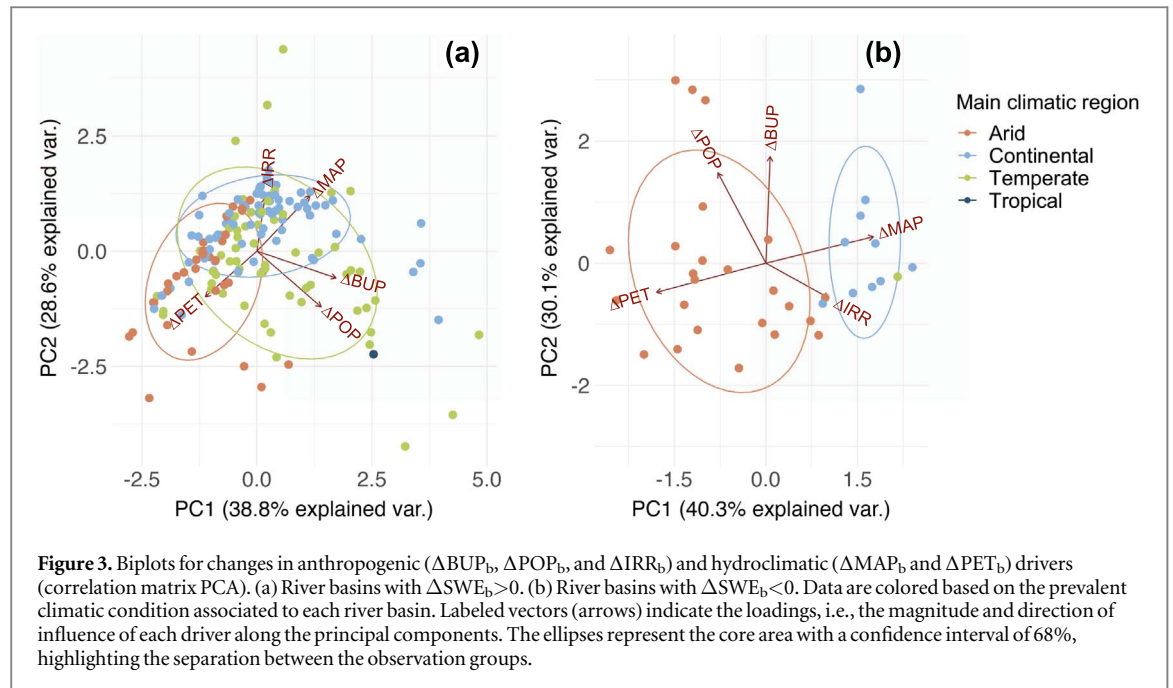 (a)
(b)
PC2 (28.6% explained var.)
2.5
0.0
-2.5
-2.5
0.0
2.5
5.0
PC1 (38.8% explained var.)
ΔIRR
ΔMAP
ΔBUP
ΔPOP
ΔPET
PC2 (30.1% explained var.)
2
0
-2
-1.5
0.0
1.5
PC1 (40.3% explained var.)
ΔPOP
ΔBUP
ΔMAP
ΔIRR
ΔPET
Main climatic region
Arid
Continental
Temperate
Tropical
Figure 3. Biplots for changes in anthropogenic (ΔBUPb, ΔPOPb, and ΔIRRb) and hydroclimatic (ΔMAPb and ΔPETb) drivers
(correlation matrix PCA). (a) River basins with ΔSWEb>0. (b) River basins with ΔSWEb<0. Data are colored based on the prevalent
climatic condition associated to each river basin. Labeled vectors (arrows) indicate the loadings, i.e., the magnitude and direction of
influence of each driver along the principal components. The ellipses represent the core area with a confidence interval of 68%,
highlighting the separation between the observation groups.